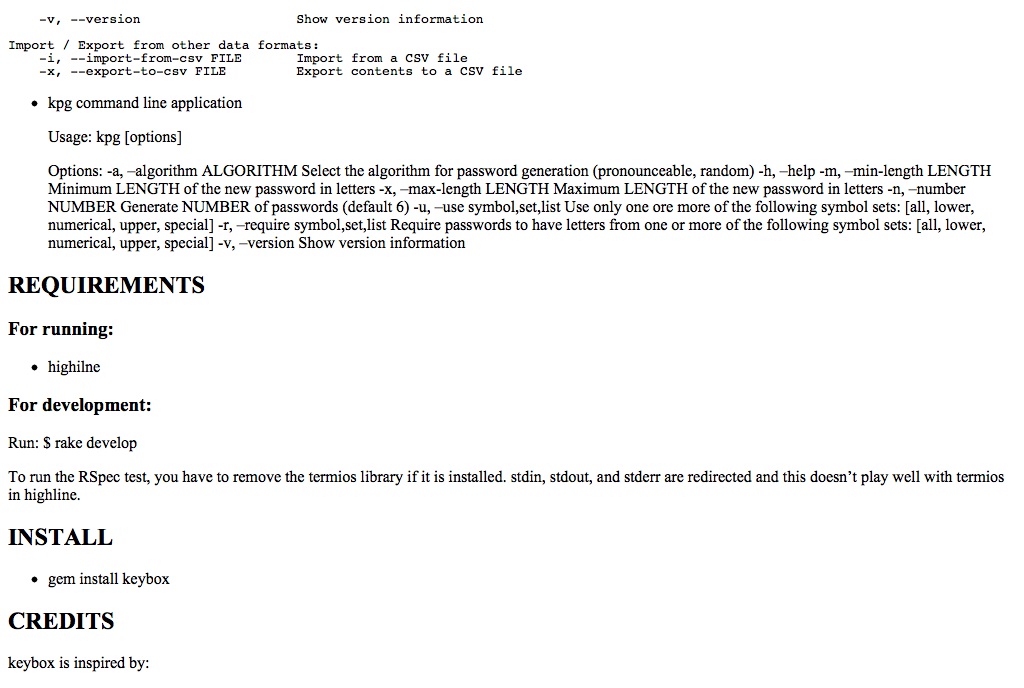 -v, --version Show version information
Import / Export from other data formats:
-i, --import-from-csv FILE Import from a CSV file
-x, --export-to-csv FILE Export contents to a CSV file
• kpg command line application
Usage: kpg [options]
Options: -a, –algorithm ALGORITHM Select the algorithm for password generation (pronounceable, random) -h, –help -m, –min-length LENGTH
Minimum LENGTH of the new password in letters -x, –max-length LENGTH Maximum LENGTH of the new password in letters -n, –number
NUMBER Generate NUMBER of passwords (default 6) -u, –use symbol,set,list Use only one ore more of the following symbol sets: [all, lower,
numerical, upper, special] -r, –require symbol,set,list Require passwords to have letters from one or more of the following symbol sets: [all, lower,
numerical, upper, special] -v, –version Show version information
REQUIREMENTS
For running:
• highilne
For development:
Run: $ rake develop
To run the RSpec test, you have to remove the termios library if it is installed. stdin, stdout, and stderr are redirected and this doesn’t play well with termios
in highline.
INSTALL
• gem install keybox
CREDITS
keybox is inspired by: